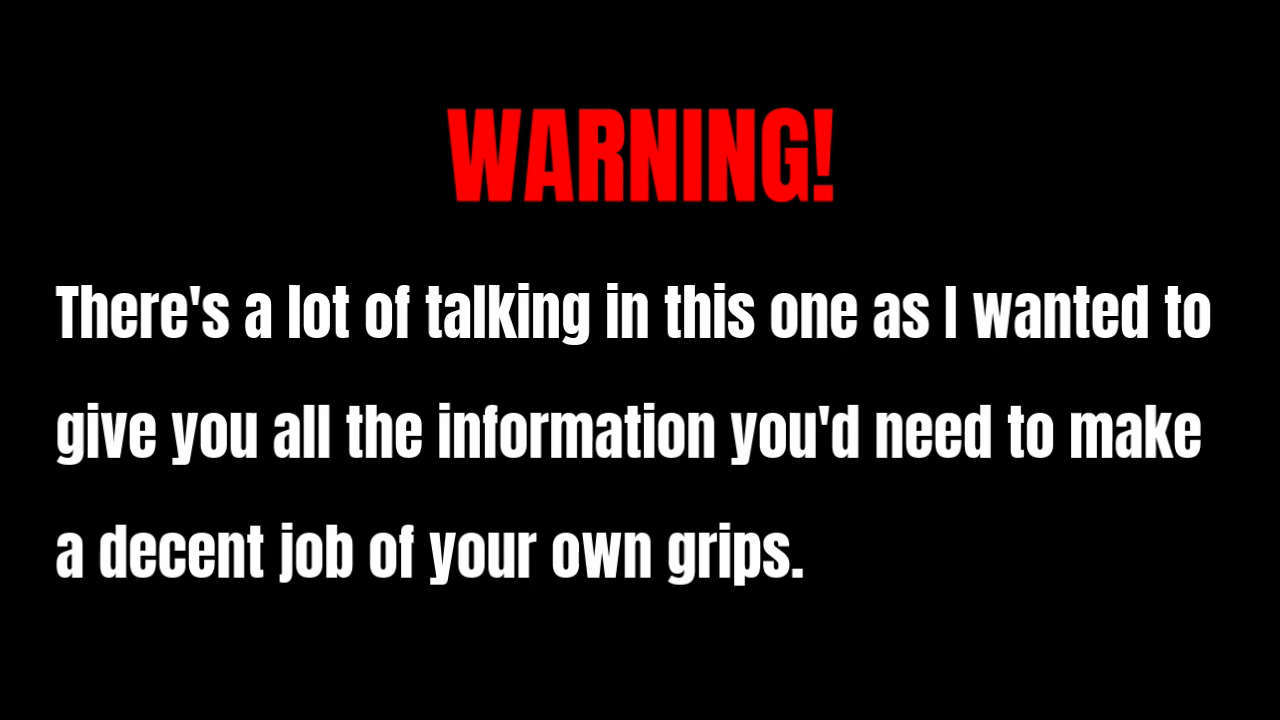 WARNING!
There's a lot of talking in this one as I wanted to
give you all the information you'd need to make
a decent job of your own grips.